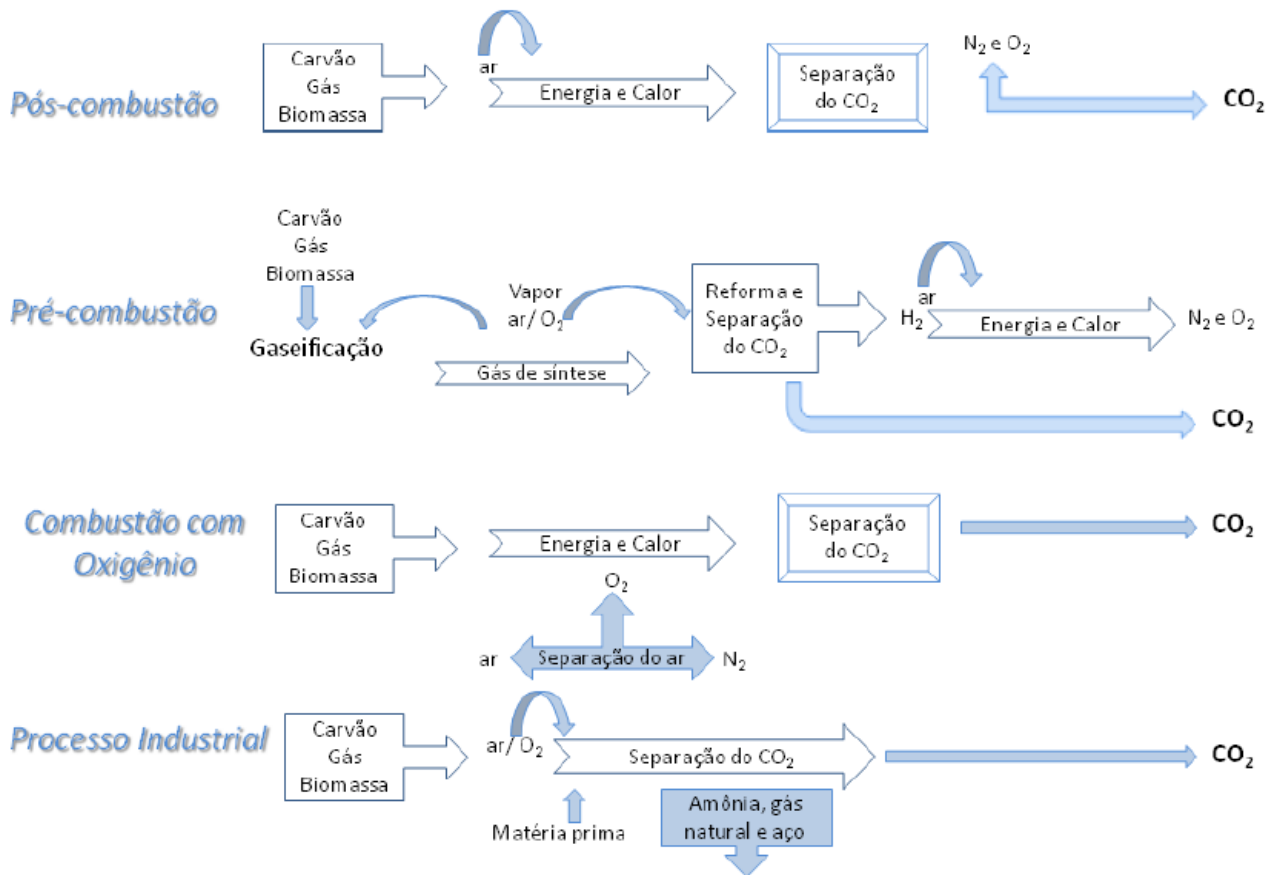 Pós-combustão
Carvão
Gás
Biomassa
ar
Energia e Calor
Separação
do CO₂
N₂ e O₂
CO₂
Pré-combustão
Carvão
Gás
Biomassa
Gaseificação
Vapor
ar/ O₂
Gás de síntese
Reforma e
Separação
do CO₂
H₂
ar
Energia e Calor
N₂ e O₂
CO₂
Combustão com
Oxigênio
Carvão
Gás
Biomassa
Energia e Calor
Separação
do CO₂
CO₂
O₂
ar
Separação do ar
N₂
Processo Industrial
Carvão
Gás
Biomassa
ar/ O₂
Separação do CO₂
CO₂
Matéria prima
Amônia, gás
natural e aço